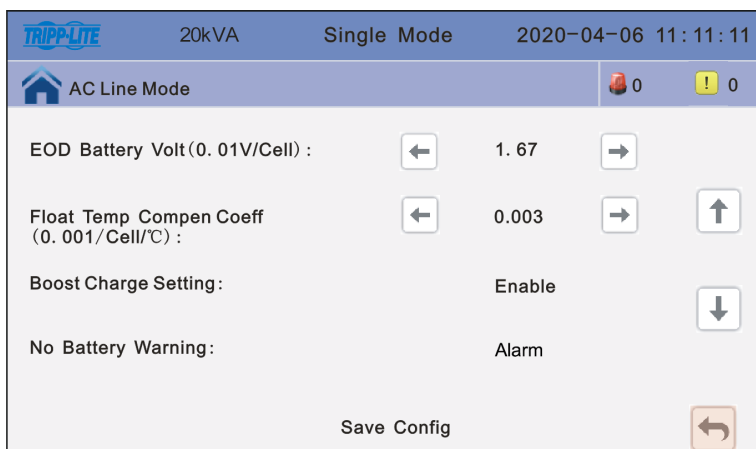 TRIPP-LITE 20kVA Single Mode 2020-04-06 11:11:11
AC Line Mode 0 ! 0
EOD Battery Volt(0.01V/Cell): 1.67
Float Temp Compen Coeff 0.003
(0.001/Cell/℃):
Boost Charge Setting: Enable
No Battery Warning: Alarm
Save Config